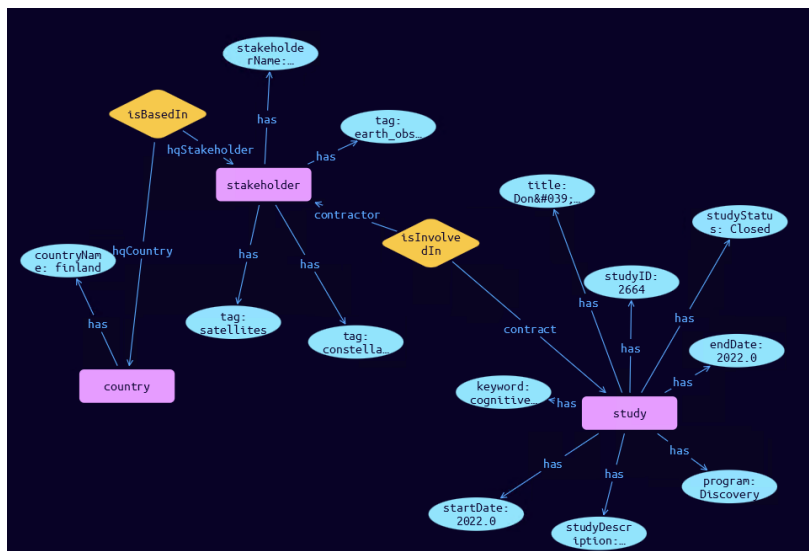 stakeholde
rName:…
isBasedIn
has
hqStakeholder
has
tag:
earth_obs…
stakeholder
contractor
title:
Don&#039;…
isInvolve
dIn
studyStatu
s: Closed
hqCountry
countryNam
e: finland
has
has
has
studyID:
2664
has
has
tag:
satellites
tag:
constella…
contract
has
endDate:
2022.0
country
keyword:
cognitive…
has
has
study
has
has
has
program:
Discovery
startDate:
2022.0
studyDescr
iption:…